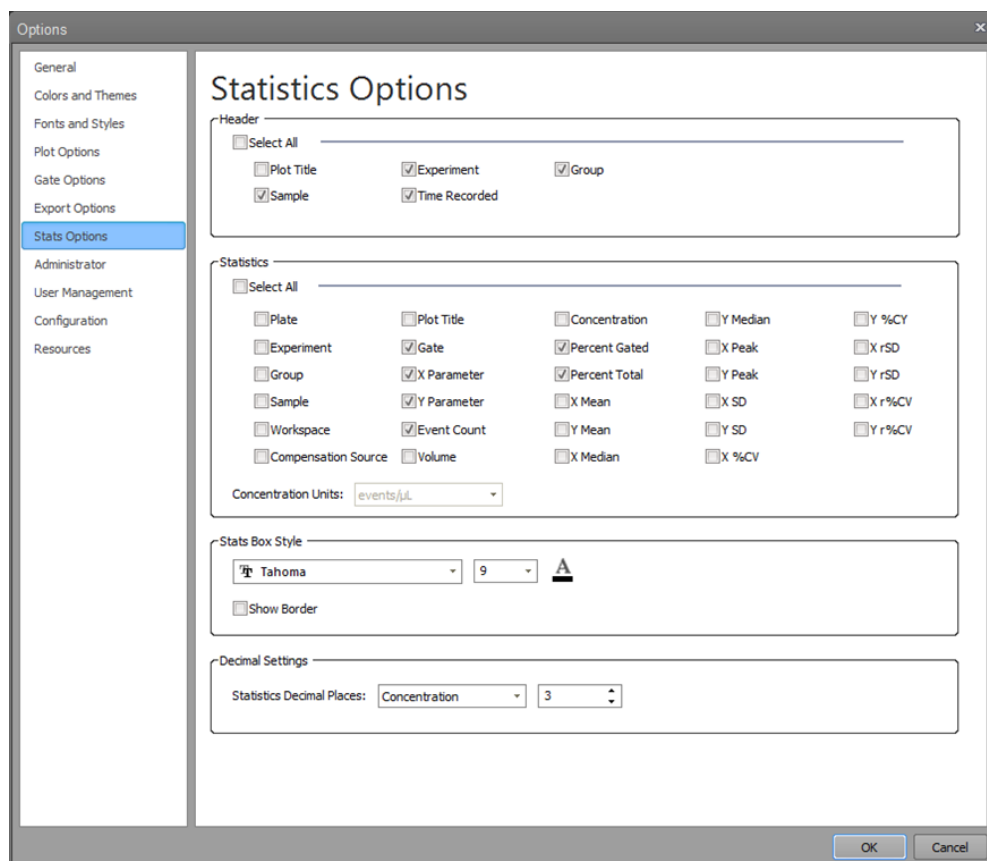 Options
General
Colors and Themes
Fonts and Styles
Plot Options
Gate Options
Export Options
Stats Options
Administrator
User Management
Configuration
Resources
Statistics Options
Header
Select All
Plot Title Experiment Group
Sample Time Recorded
Statistics
Select All
Plate Plot Title Concentration Y Median Y %CY
Experiment Gate Percent Gated X Peak X rSD
Group X Parameter Percent Total Y Peak Y rSD
Sample Y Parameter X Mean X SD X r%CV
Workspace Event Count Y Mean Y SD Y r%CV
Compensation Source Volume X Median X %CV
Concentration Units: events/μL
Stats Box Style
Tahoma 9 A
Show Border
Decimal Settings
Statistics Decimal Places: Concentration 3
OK Cancel